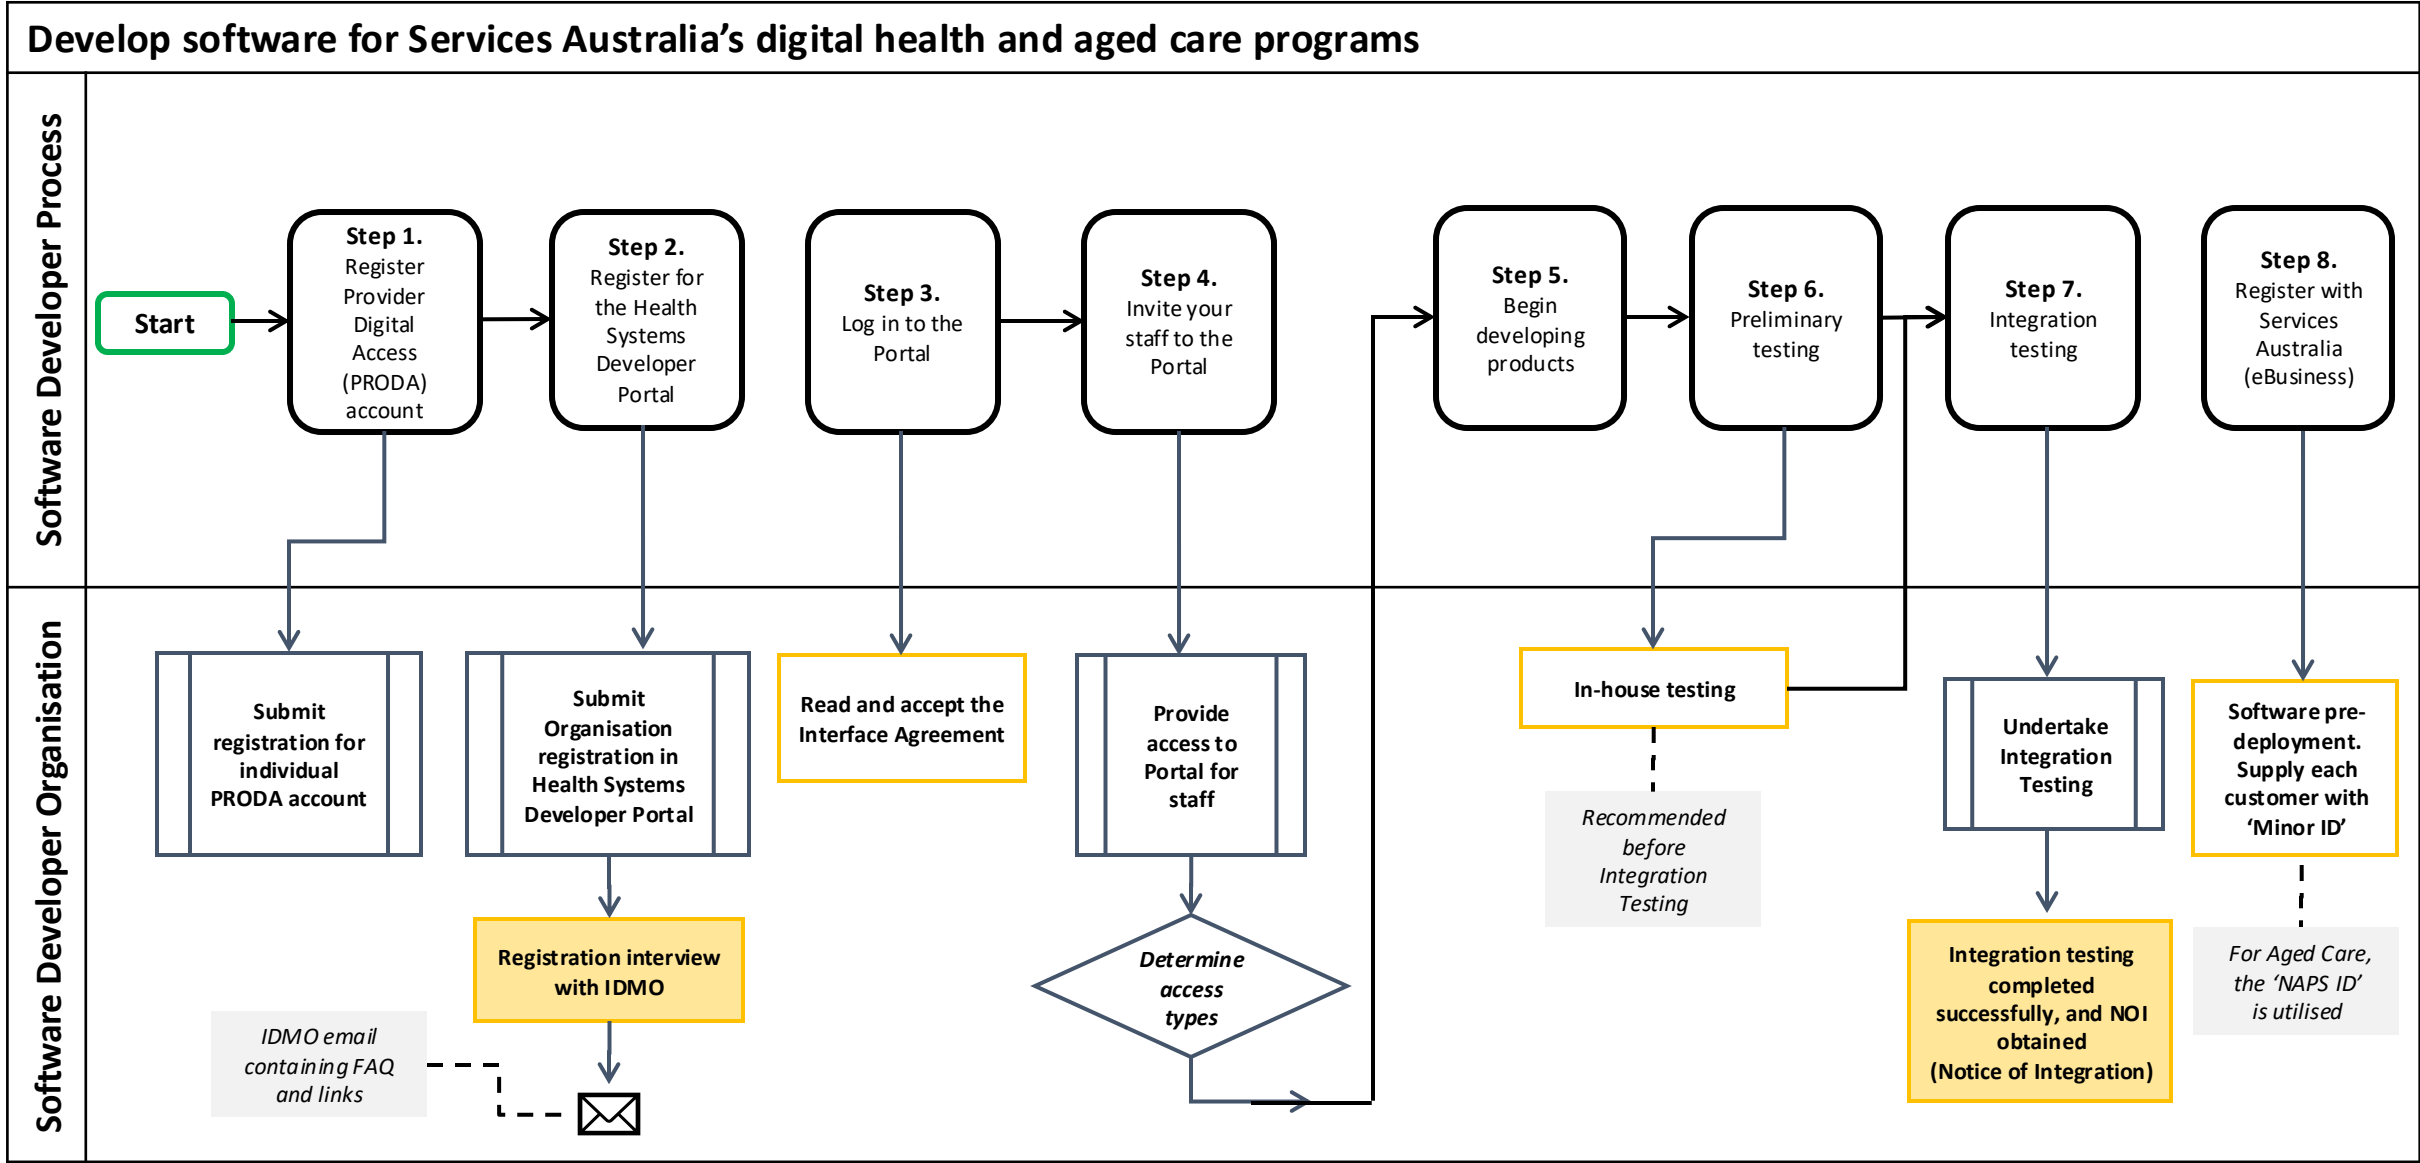 Develop software for Services Australia’s digital health and aged care programs
Software Developer Process
Start
Step 1.
Register
Provider
Digital
Access
(PRODA)
account
Step 2.
Register for
the Health
Systems
Developer
Portal
Step 3.
Log in to the
Portal
Step 4.
Invite your
staff to the
Portal
Step 5.
Begin
developing
products
Step 6.
Preliminary
testing
Step 7.
Integration
testing
Step 8.
Register with
Services
Australia
(eBusiness)
Software Developer Organisation
Submit
registration for
individual
PRODA account
Submit
Organisation
registration in
Health Systems
Developer Portal
Registration interview
with IDMO
IDMO email
containing FAQ
and links
Read and accept the
Interface Agreement
Provide
access to
Portal for
staff
Determine
access
types
In-house testing
Recommended
before
Integration
Testing
Undertake
Integration
Testing
Integration testing
completed
successfully, and NOI
obtained
(Notice of Integration)
Software pre-
deployment.
Supply each
customer with
‘Minor ID’
For Aged Care,
the ‘NAPS ID’
is utilised